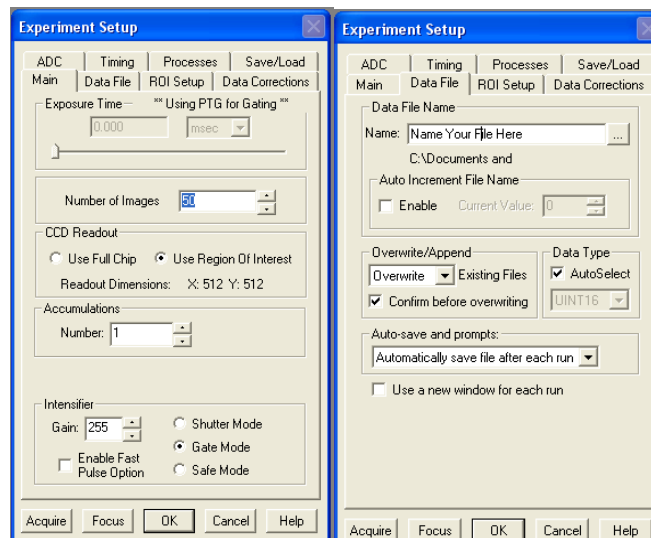 Experiment Setup
ADC Timing Processes Save/Load
Main Data File ROI Setup Data Corrections
Exposure Time ** Using PTG for Gating **
0.000 msec
Number of Images 50
CCD Readout
Use Full Chip Use Region Of Interest
Readout Dimensions: X: 512 Y: 512
Accumulations
Number: 1
Intensifier
Gain: 255
Shutter Mode
Gate Mode
Enable Fast
Pulse Option
Safe Mode
Acquire Focus OK Cancel Help
Experiment Setup
ADC Timing Processes Save/Load
Main Data File ROI Setup Data Corrections
Data File Name
Name: Name Your File Here ...
C:\Documents and
Auto Increment File Name
Enable Current Value: 0
Overwrite/Append
Overwrite Existing Files
Confirm before overwriting
Data Type
AutoSelect
UINT16
Auto-save and prompts:
Automatically save file after each run
Use a new window for each run
Acquire Focus OK Cancel Help